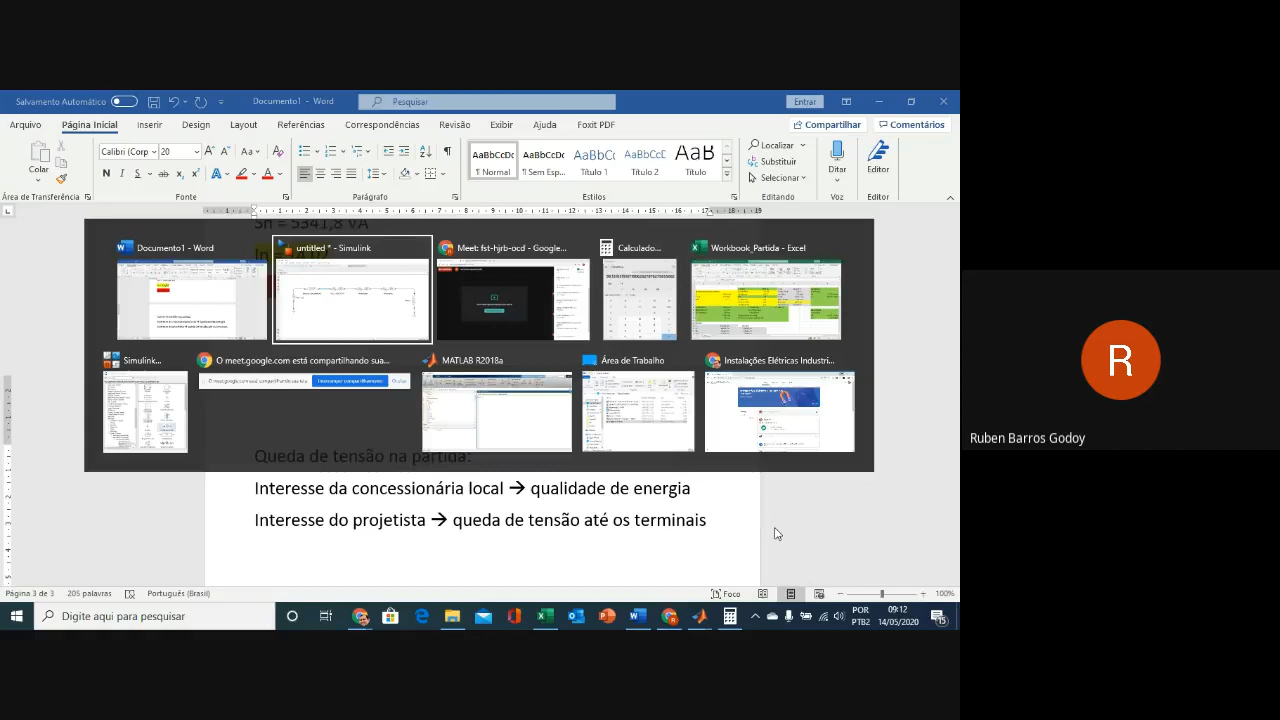 Salvamento Automático
Documento1 - Word
Pesquisar
Entrar
Arquivo
Página Inicial
Inserir
Design
Layout
Referências
Correspondências
Revisão
Exibir
Ajuda
Foxit PDF
Compartilhar
Comentários
Colar
Calibri (Corp
20
AaBbCcDc
AaBbCcDc
AaBbCc
AaBbCcD
AaB
¶ Normal
¶ Sem Esp...
Título 1
Título 2
Título
Localizar
Substituir
Selecionar
Ditar
Editor
Área de Transferência
Fonte
Parágrafo
Estilos
Editando
Voz
Editor
Sn = 5341,8 VA
Documento1 - Word
untitled * - Simulink
Meet: fst-hjrb-ocd - Google...
Calculado...
Workbook_Partida - Excel
Simulink...
O meet.google.com está compartilhando sua...
MATLAB R2018a
Área de Trabalho
Instalações Elétricas Industri...
Queda de tensão na partida:
Interesse da concessionária local → qualidade de energia
Interesse do projetista → queda de tensão até os terminais
Página 3 de 3
205 palavras
Português (Brasil)
Foco
100%
Digite aqui para pesquisar
POR
PTB2
09:12
14/05/2020
15
R
Ruben Barros Godoy